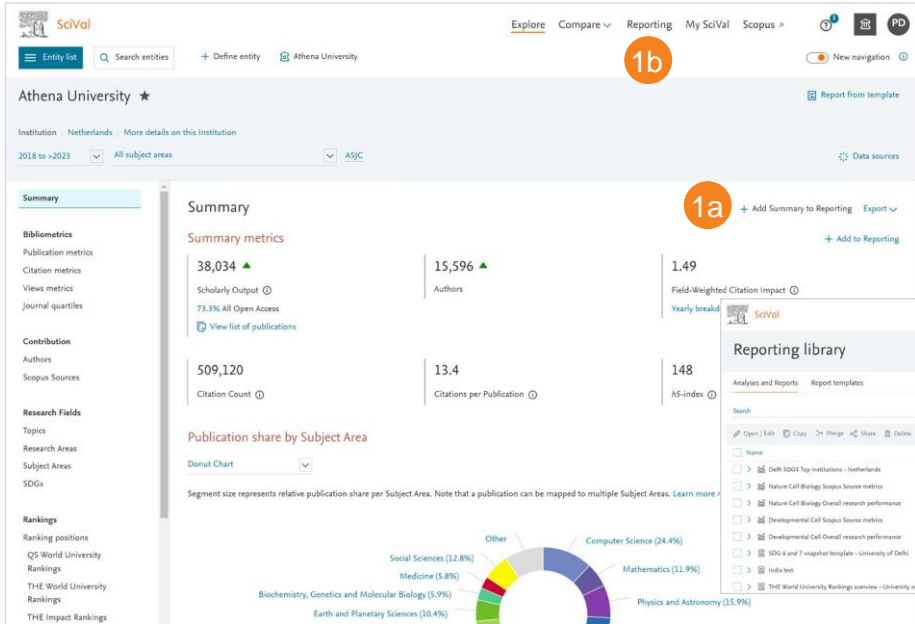 SciVal
Explore Compare Reporting My SciVal Scopus
1
PD
Entity list
Search entities
+ Define entity
Athena University
1b
New navigation
Athena University ★
Report from template
Institution Netherlands More details on this Institution
2018 to >2023 All subject areas ASJC
Data sources
Summary
Bibliometrics
Publication metrics
Citation metrics
Views metrics
Journal quartiles
Contribution
Authors
Scopus Sources
Research Fields
Topics
Research Areas
Subject Areas
SDGs
Rankings
Ranking positions
QS World University
Rankings
THE World University
Rankings
THE Impact Rankings
Summary
1a
+ Add Summary to Reporting Export
Summary metrics
+ Add to Reporting
38,034
Scholarly Output
73.3% All Open Access
View list of publications
15,596
Authors
1.49
Field-Weighted Citation Impact
Yearly breakd
509,120
Citation Count
13.4
Citations per Publication
148
h5-index
Publication share by Subject Area
Donut Chart
Segment size represents relative publication share per Subject Area. Note that a publication can be mapped to multiple Subject Areas. Learn more
Other
Computer Science (24.4%)
Social Sciences (12.8%)
Mathematics (11.9%)
Medicine (5.8%)
Biochemistry, Genetics and Molecular Biology (5.9%)
Physics and Astronomy (15.9%)
Earth and Planetary Sciences (10.4%)
SciVal
Reporting library
Analyses and Reports Report templates
Search
Open | Edit Copy Merge Share Delete
Name
Delft SDGS Top Institutions - Netherlands
Nature Cell Biology Scopus Source metrics
Nature Cell Biology Overall research performance
Developmental Cell Scopus Source metrics
Developmental Cell Overall research performance
SDG 6 and 7 snapshot template - University of Delhi
India test
THE World University Rankings overview - University o